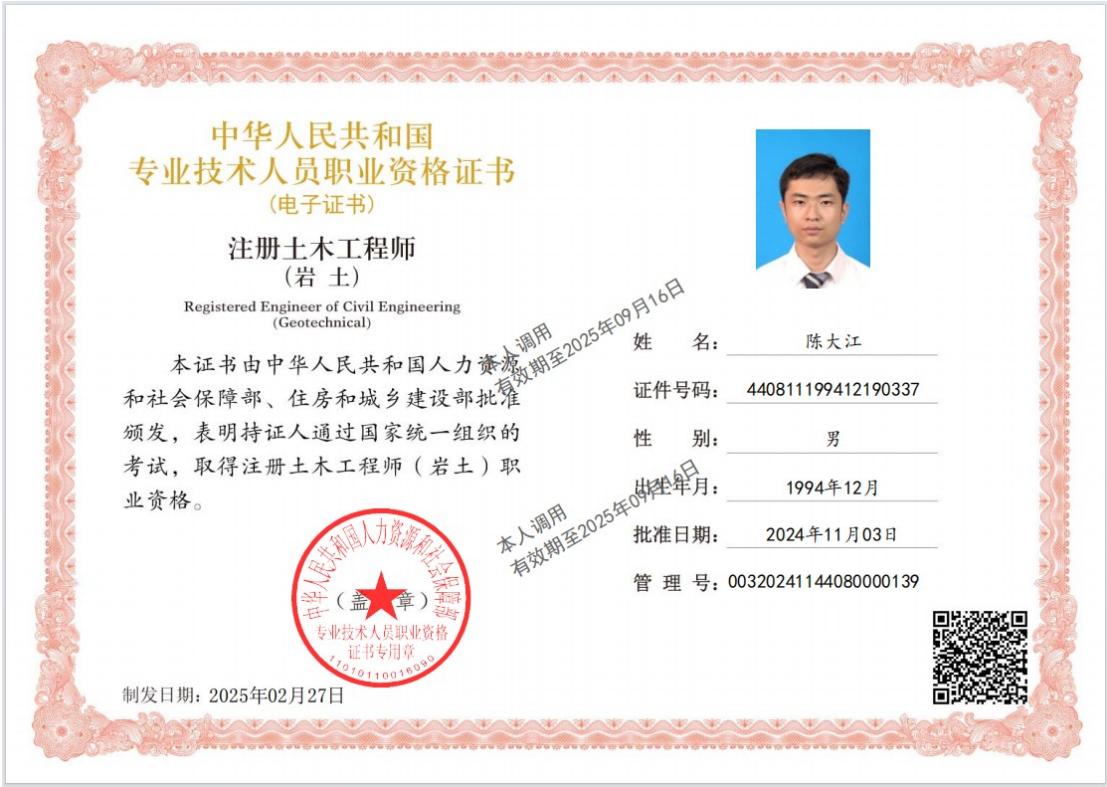 中华人民共和国
专业技术人员职业资格证书
(电子证书)
注册土木工程师
(岩 土)
Registered Engineer of Civil Engineering
(Geotechnical)
本证书由中华人民共和国人力资源
和社会保障部、住房和城乡建设部批准
颁发，表明持证人通过国家统一组织的
考试，取得注册土木工程师（岩土）职
业资格。
中华人民共和国人力资源和社会保障部
（盖 章）
专业技术人员职业资格
证书专用章
11010110016090
制发日期：2025年02月27日
本人调用
有效期至2025年09月16日
本人调用
有效期至2025年09月16日
姓 名：陈大江
证件号码：440811199412190337
性 别：男
出生年月：1994年12月
批准日期：2024年11月03日
管 理 号：00320241144080000139